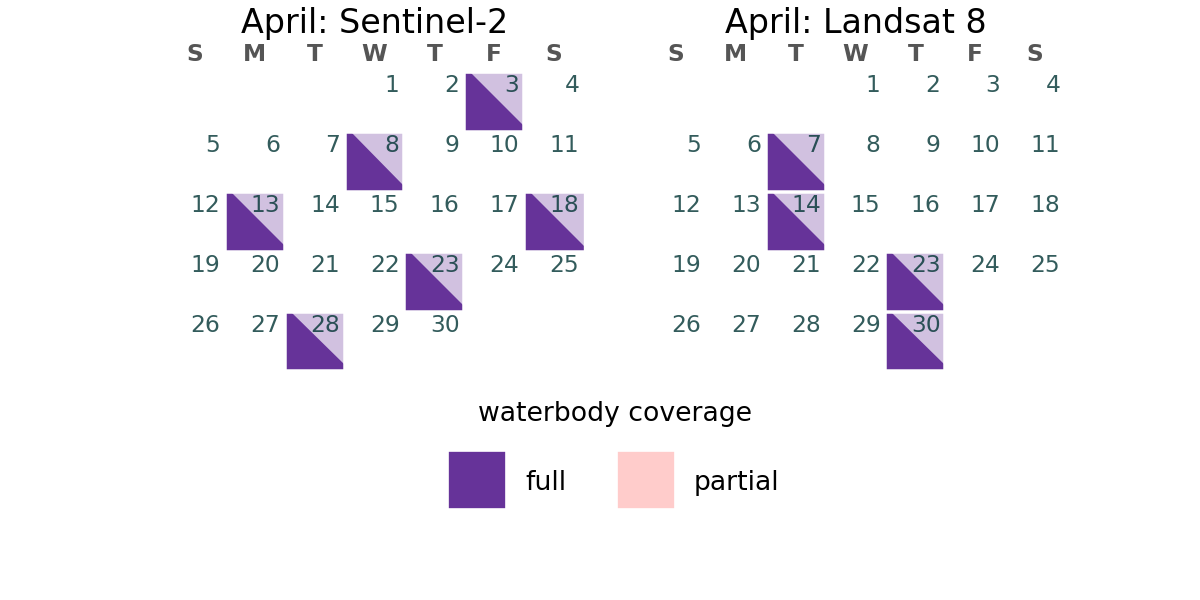 April: Sentinel-2
S M T W T F S
1 2 3 4
5 6 7 8 9 10 11
12 13 14 15 16 17 18
19 20 21 22 23 24 25
26 27 28 29 30
April: Landsat 8
S M T W T F S
1 2 3 4
5 6 7 8 9 10 11
12 13 14 15 16 17 18
19 20 21 22 23 24 25
26 27 28 29 30
waterbody coverage
full
partial